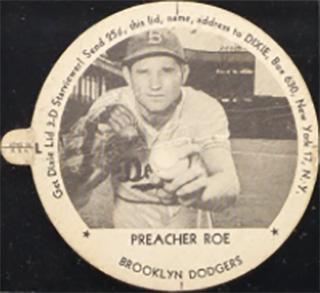 Get Dixie Lid 3-D Starviewer! Send 25¢, this lid, name, address to DIXIE, Box 630, New York 17, N.Y.
L
B
PREACHER ROE
BROOKLYN DODGERS